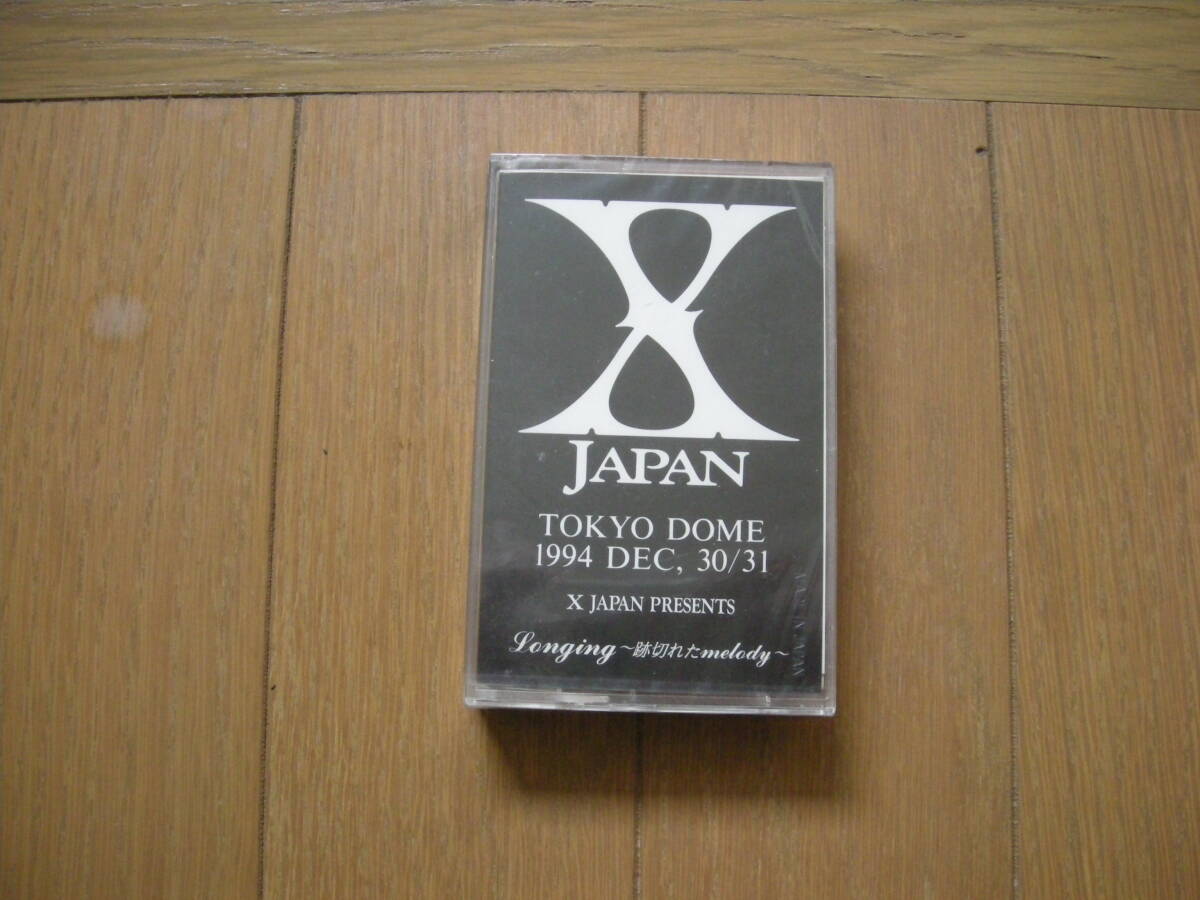 X
JAPAN
TOKYO DOME
1994 DEC, 30/31
X JAPAN PRESENTS
Longing～跡切れたmelody～